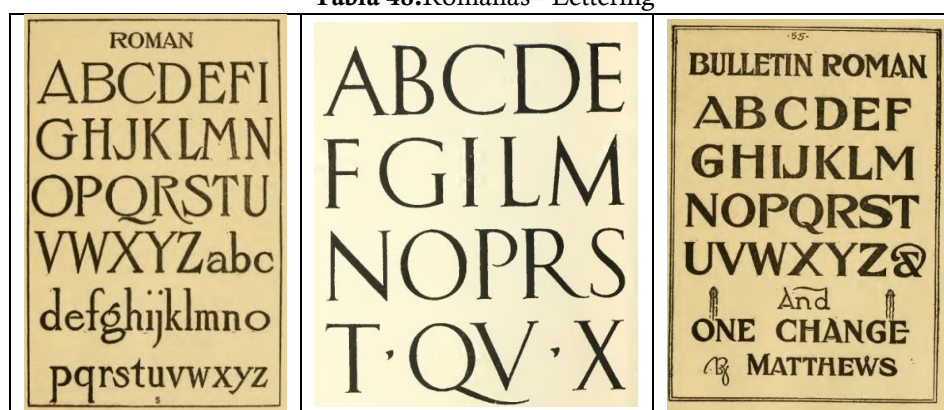 Tabla 48.Romanas - Lettering
ROMAN
ABCDEFI
GHJKLMN
OPQRSTU
VWXYZabc
defghijklmno
pqrstuvwxyz
5
ABCDE
FGILM
NOPRS
T·QV·X
-55-
BULLETIN ROMAN
ABCDEF
GHIJKLM
NOPQRST
UVWXYZ&
And
ONE CHANGE
By MATTHEWS